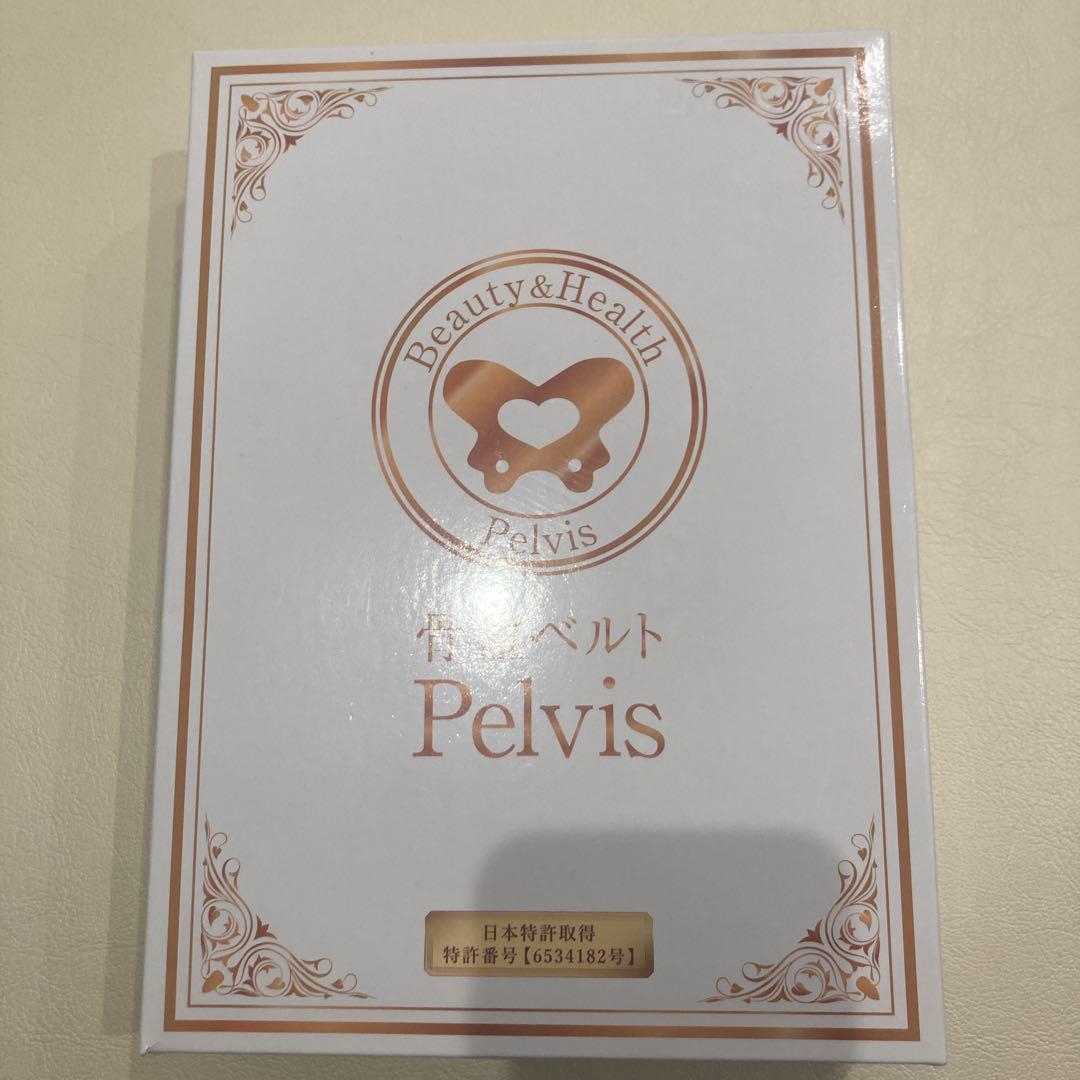 Beauty&Health
Pelvis
骨盤ベルト
Pelvis
日本特許取得
特許番号【6534182号】